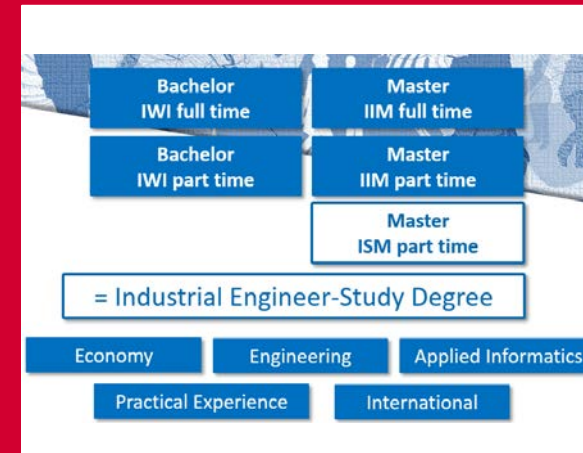 Bachelor
IWI full time
Master
IIM full time
Bachelor
IWI part time
Master
IIM part time
Master
ISM part time
= Industrial Engineer-Study Degree
Economy
Engineering
Applied Informatics
Practical Experience
International